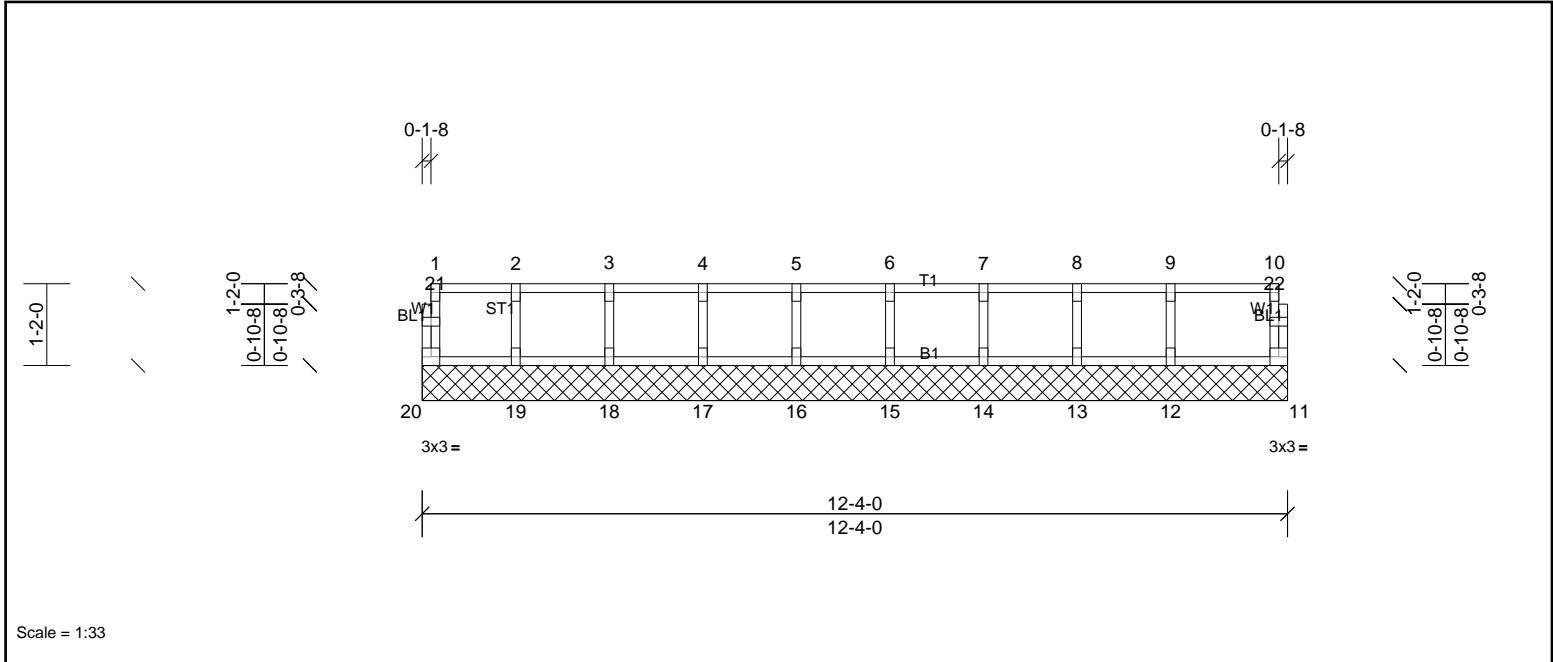 0-1-8 0-1-8
1 2 3 4 5 6 7 8 9 10
21 T1 22
W1 ST1 W1
BL1 BL1
1-2-0
1-2-0
0-3-8
0-10-8
0-10-8
1-2-0
0-3-8
0-10-8
0-10-8
B1
20 19 18 17 16 15 14 13 12 11
3x3 = 3x3 =
12-4-0
12-4-0
Scale = 1:33